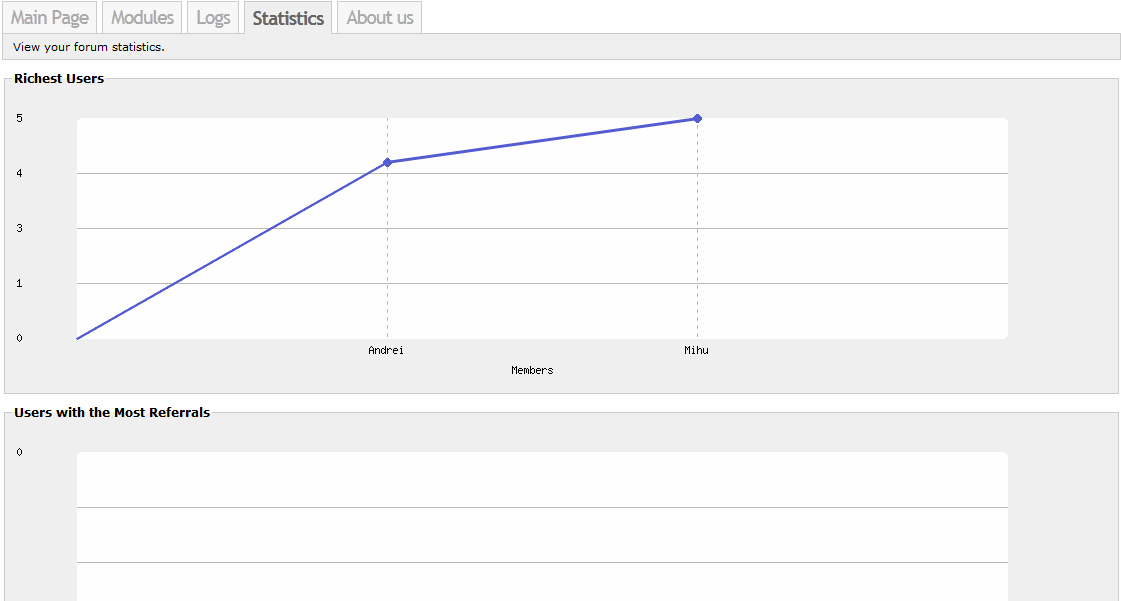 Main Page Modules Logs Statistics About us
View your forum statistics.
Richest Users
5
4
3
1
0
Andrei Mihu
Members
Users with the Most Referrals
0